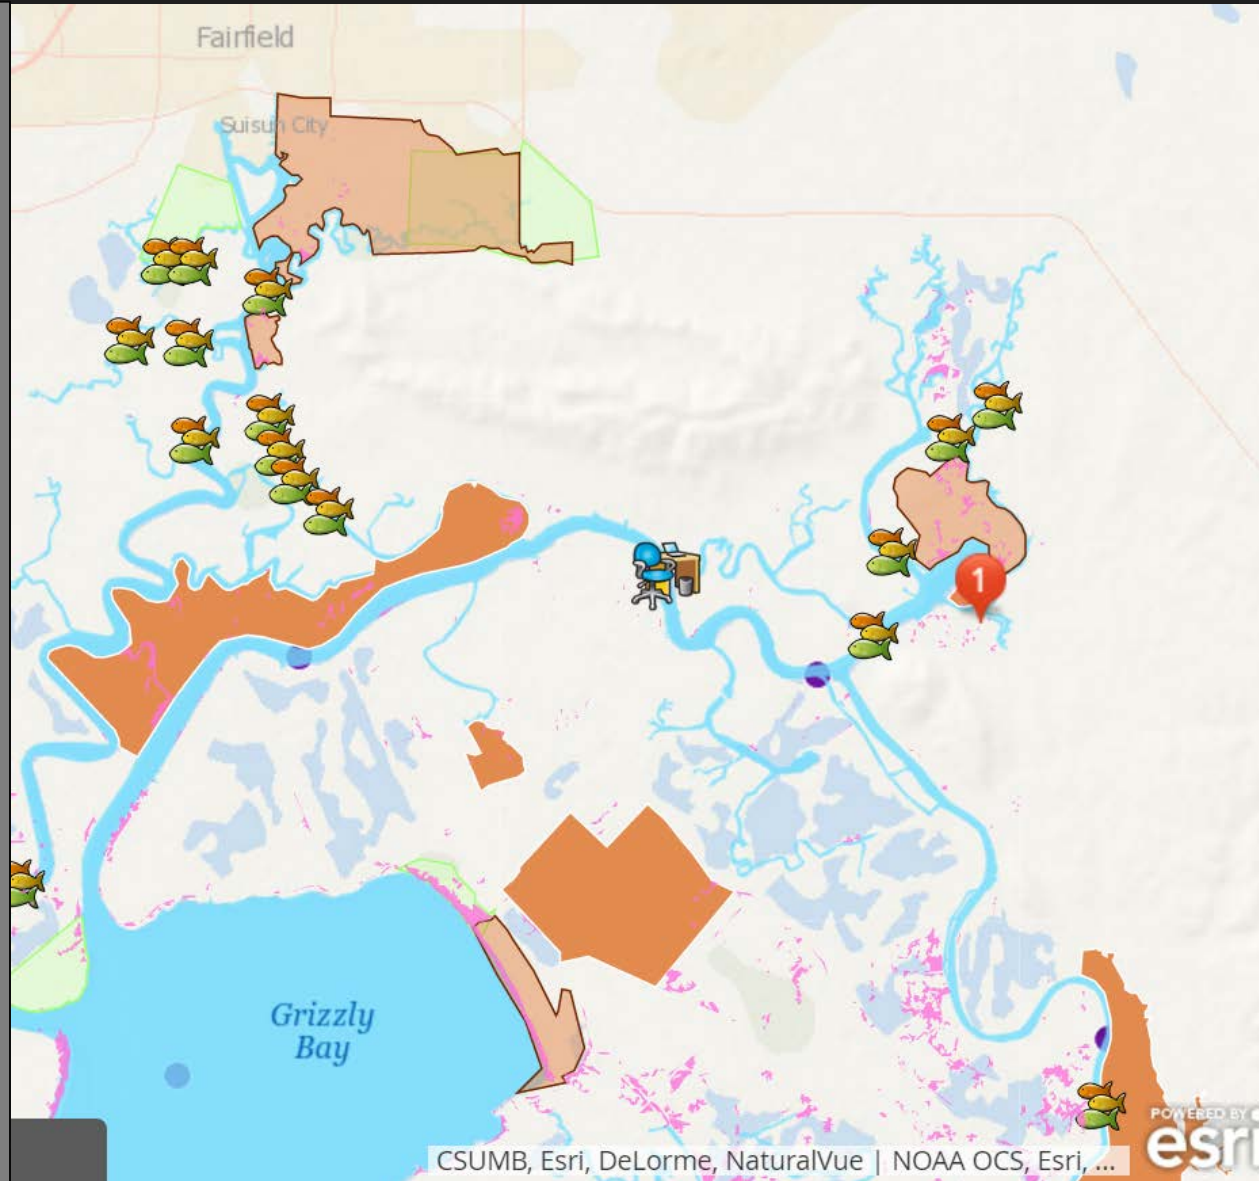 Fairfield
Suisun City
1
Grizzly
Bay
POWERED BY
esri
CSUMB, Esri, DeLorme, NaturalVue | NOAA OCS, Esri, ...